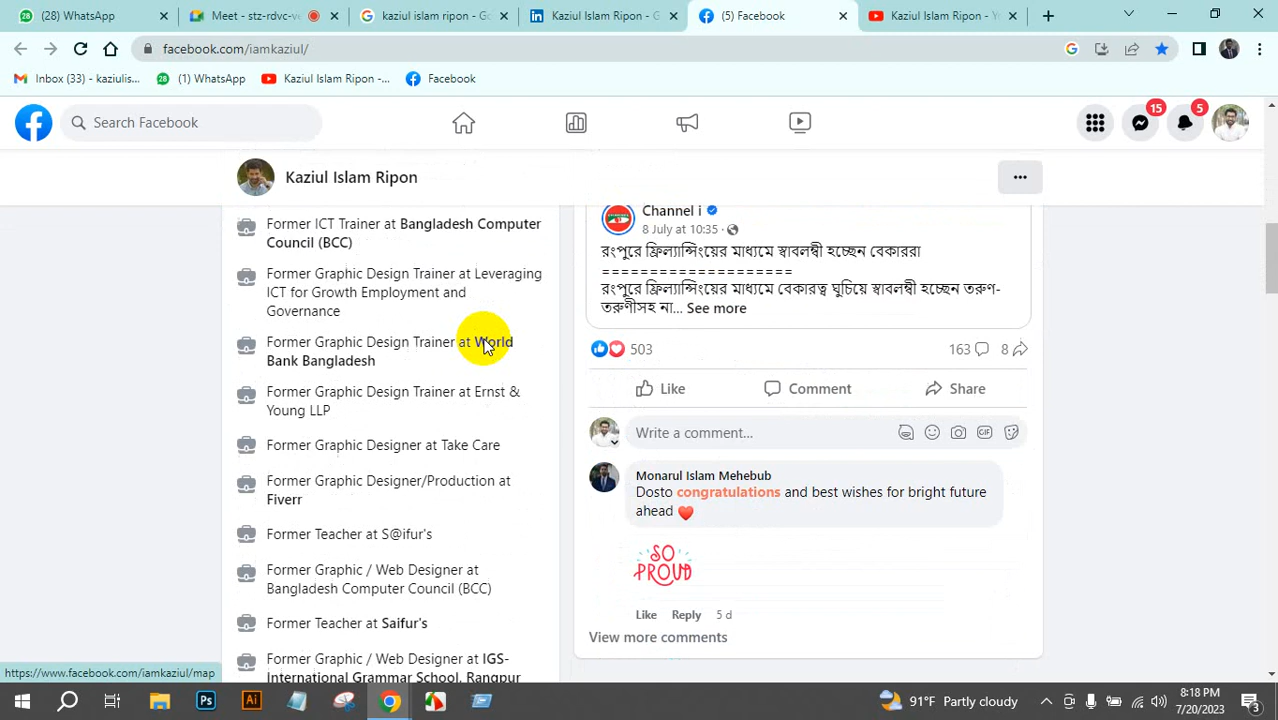 (28) WhatsApp
Meet - stz-rdvc-
kaziul islam ripon - Go
Kaziul Islam Ripon - G
(5) Facebook
Kaziul Islam Ripon - Y
facebook.com/iamkaziul/
Inbox (33) - kaziulis...
(1) WhatsApp
Kaziul Islam Ripon -...
Facebook
Search Facebook
15
5
Kaziul Islam Ripon
Former ICT Trainer at Bangladesh Computer
Council (BCC)
Former Graphic Design Trainer at Leveraging
ICT for Growth Employment and
Governance
Former Graphic Design Trainer at World
Bank Bangladesh
Former Graphic Design Trainer at Ernst &
Young LLP
Former Graphic Designer at Take Care
Former Graphic Designer/Production at
Fiverr
Former Teacher at S@ifur's
Former Graphic / Web Designer at
Bangladesh Computer Council (BCC)
Former Teacher at Saifur's
Former Graphic / Web Designer at IGS-
International Grammar School, Rangpur
Channel i
8 July at 10:35 ·
রংপুরে ফ্রিল্যান্সিংয়ের মাধ্যমে স্বাবলম্বী হচ্ছেন বেকাররা
====================
রংপুরে ফ্রিল্যান্সিংয়ের মাধ্যমে বেকারত্ব ঘুচিয়ে স্বাবলম্বী হচ্ছেন তরুণ-
তরুণীসহ না... See more
503
163
8
Like
Comment
Share
Write a comment...
GIF
Monarul Islam Mehebub
Dosto congratulations and best wishes for bright future
ahead
SO
PROUD
Like Reply 5 d
View more comments
https://www.facebook.com/iamkaziul/map
Ps
Ai
91°F Partly cloudy
8:18 PM
7/20/2023
3